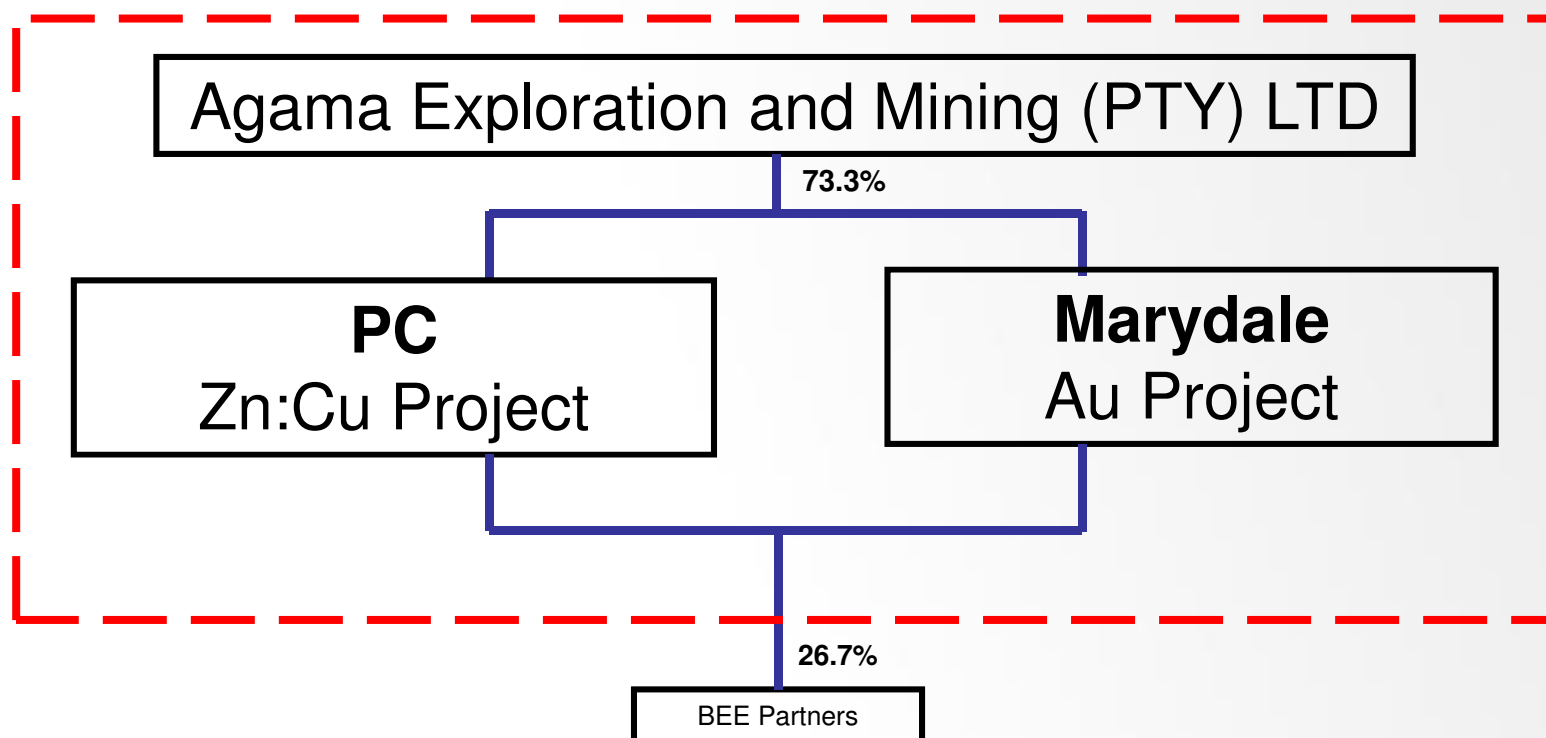 Agama Exploration and Mining (PTY) LTD
73.3%
PC
Zn:Cu Project
Marydale
Au Project
26.7%
BEE Partners